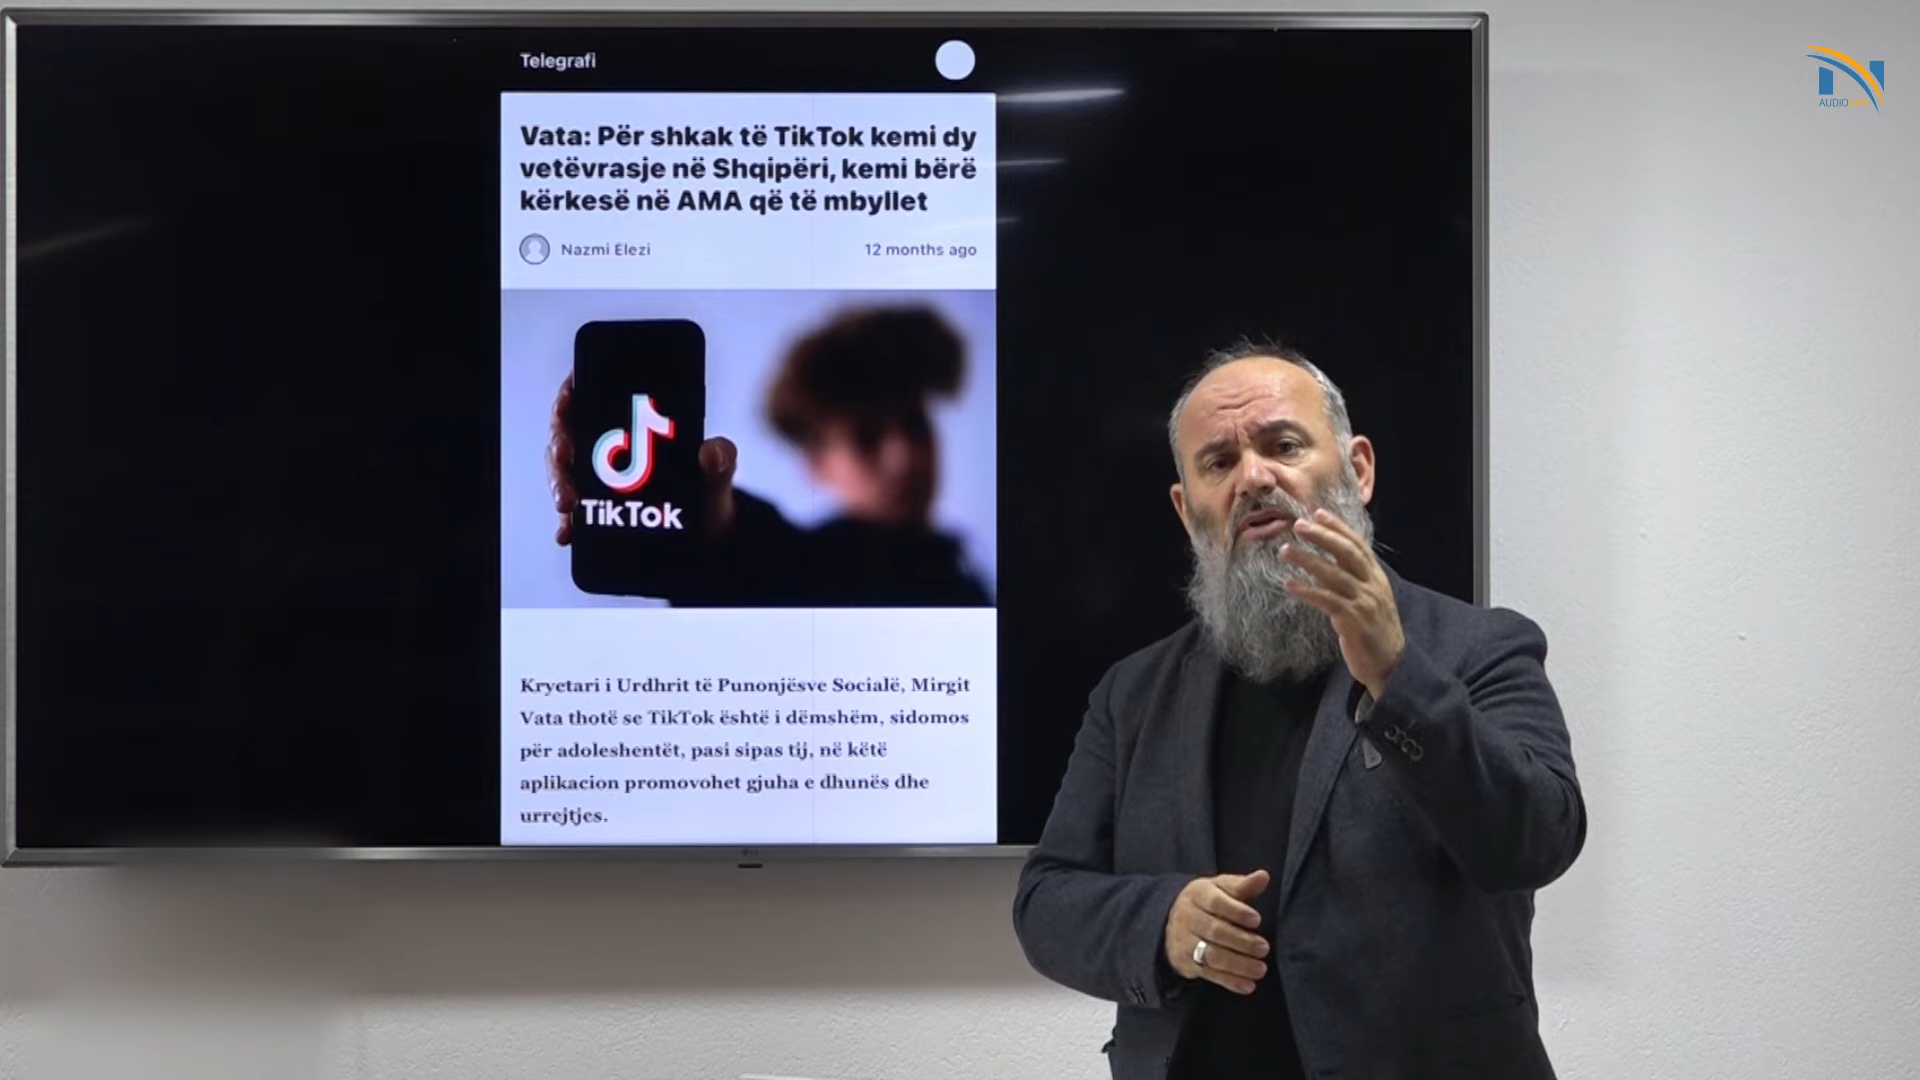 Telegrafi
Vata: Për shkak të TikTok kemi dy
vetëvrasje në Shqipëri, kemi bërë
kërkesë në AMA që të mbyllet
Nazmi Elezi
12 months ago
TikTok
Kryetari i Urdhrit të Punonjësve Socialë, Mirgit
Vata thotë se TikTok është i dëmshëm, sidomos
për adoleshentët, pasi sipas tij, në këtë
aplikacion promovohet gjuha e dhunës dhe
urrejtjes.
AUDIO